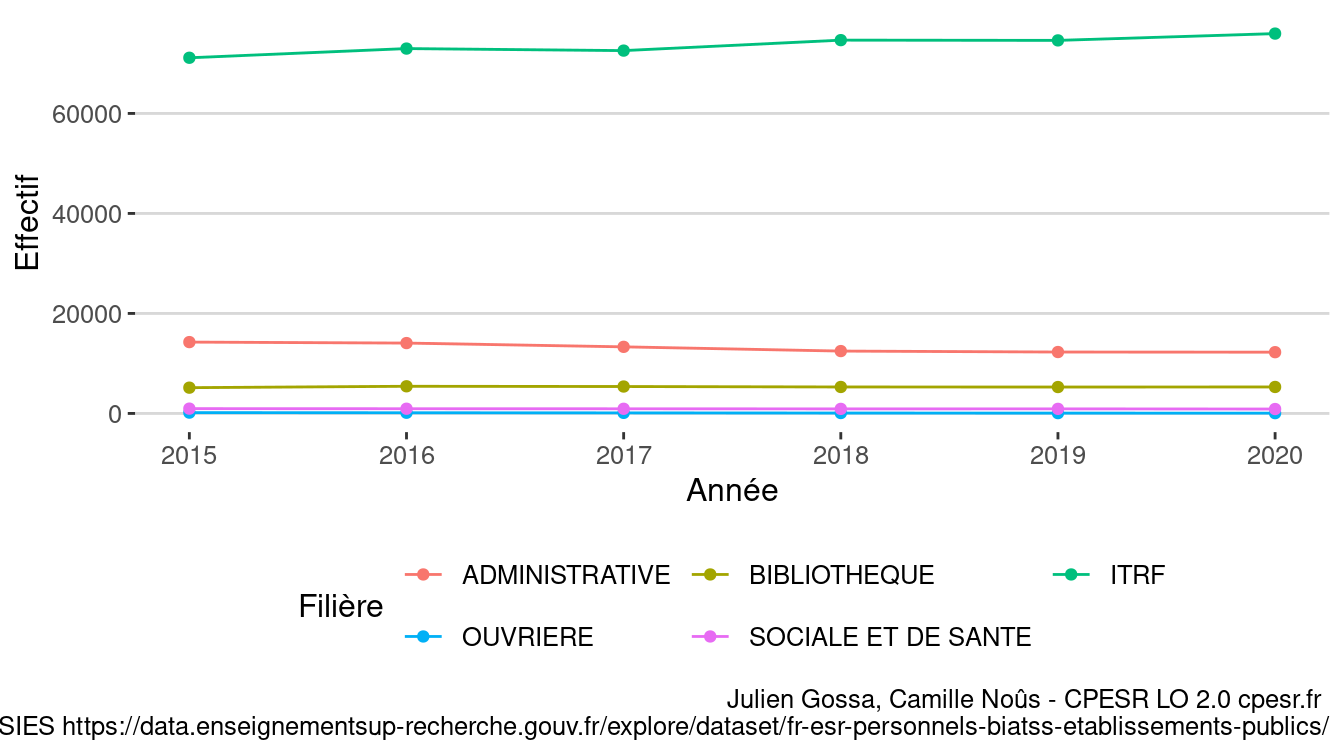 60000
40000
20000
0
Effectif
2015 2016 2017 2018 2019 2020
Année
Filière
ADMINISTRATIVE BIBLIOTHEQUE ITRF
OUVRIERE SOCIALE ET DE SANTE
Julien Gossa, Camille Noûs - CPESR LO 2.0 cpesr.fr
SIES https://data.enseignementsup-recherche.gouv.fr/explore/dataset/fr-esr-personnels-biatss-etablissements-publics/